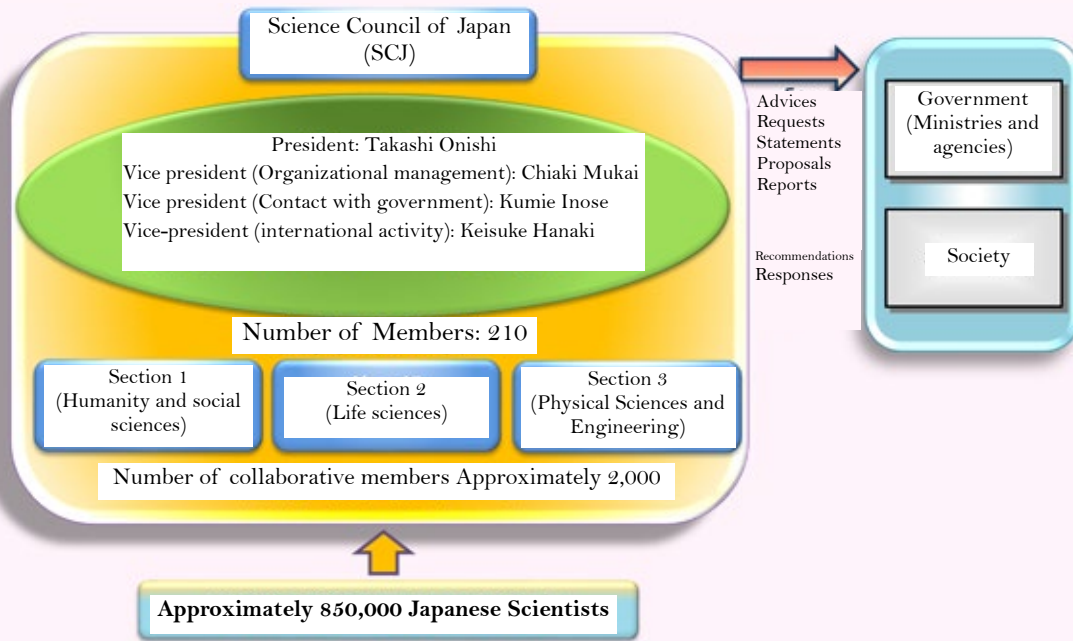 Science Council of Japan
(SCJ)
President: Takashi Onishi
Vice president (Organizational management): Chiaki Mukai
Vice president (Contact with government): Kumie Inose
Vice-president (international activity): Keisuke Hanaki
Number of Members: 210
Section 1
(Humanity and social
sciences)
Section 2
(Life sciences)
Section 3
(Physical Sciences and
Engineering)
Number of collaborative members Approximately 2,000
Approximately 850,000 Japanese Scientists
Advices
Requests
Statements
Proposals
Reports
Recommendations
Responses
Government
(Ministries and
agencies)
Society